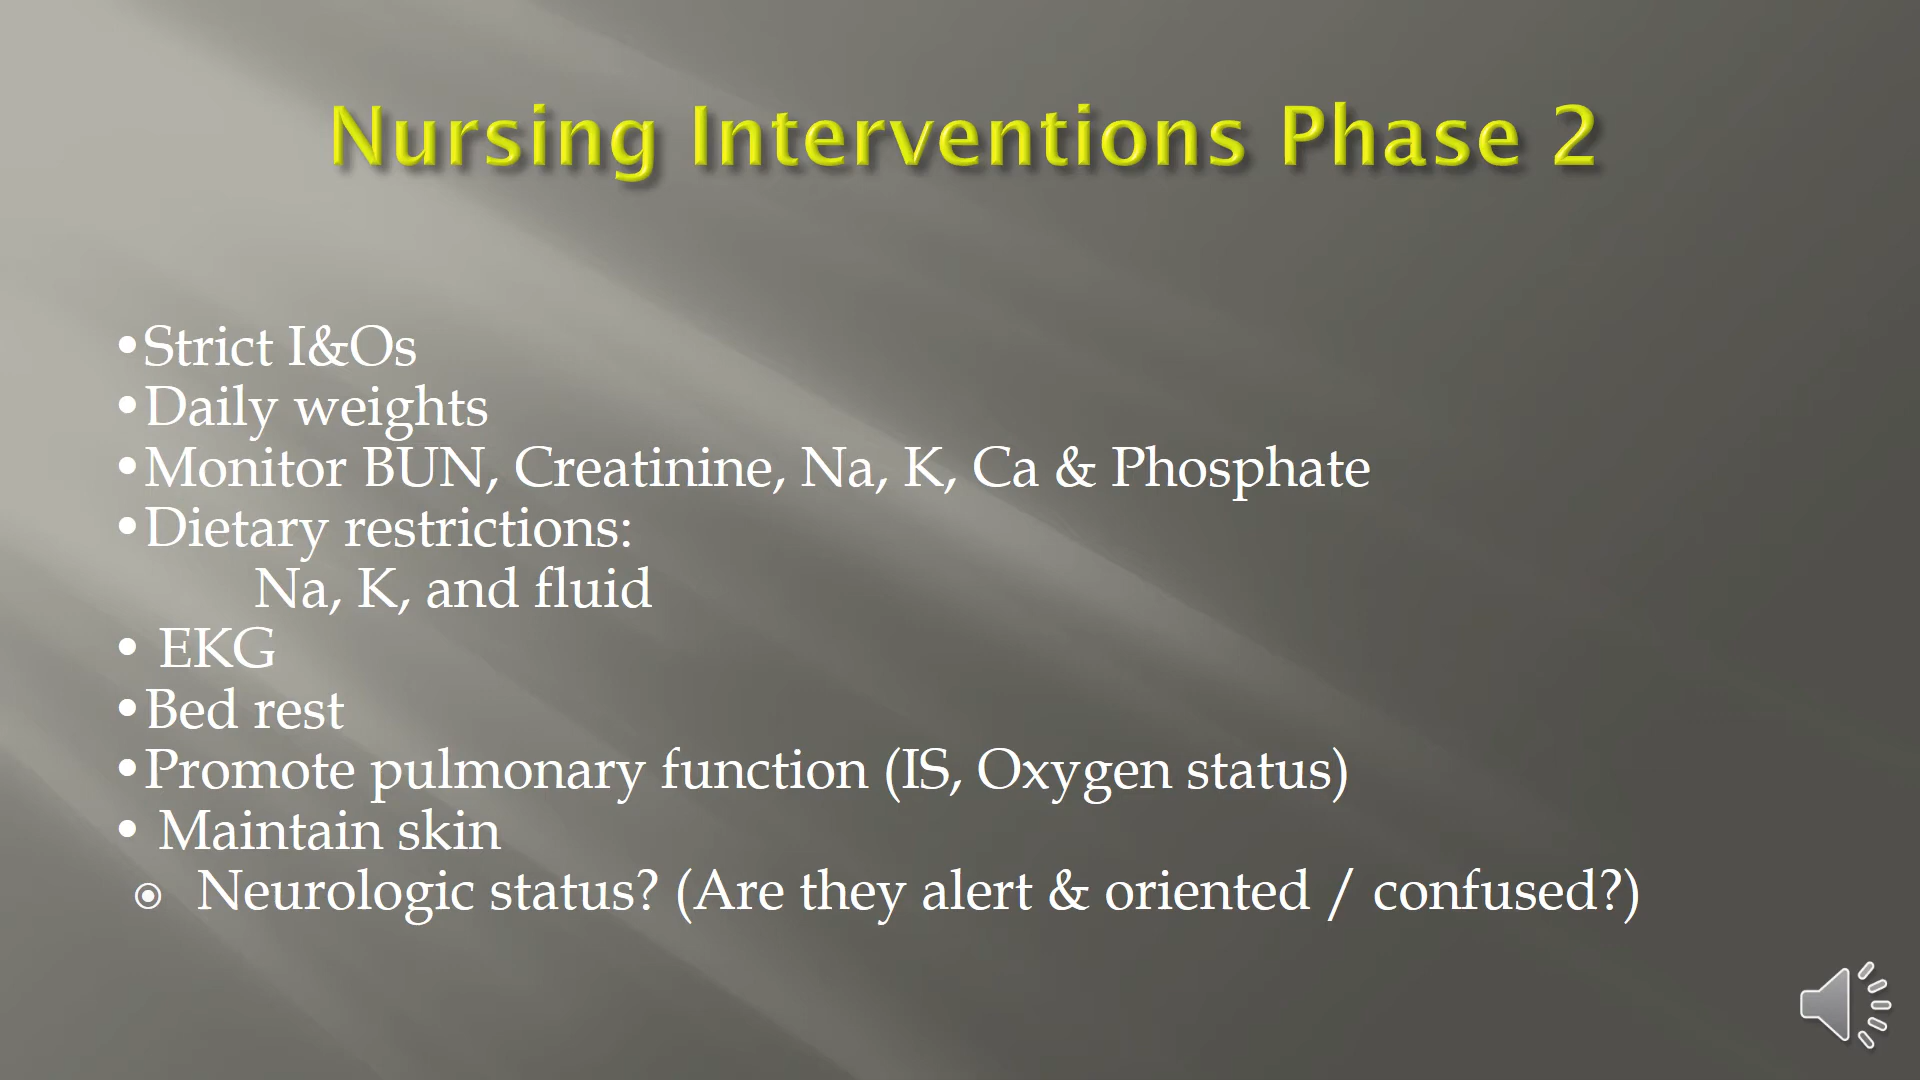 Nursing Interventions Phase 2
•Strict I&Os
•Daily weights
•Monitor BUN, Creatinine, Na, K, Ca & Phosphate
•Dietary restrictions:
Na, K, and fluid
• EKG
•Bed rest
•Promote pulmonary function (IS, Oxygen status)
• Maintain skin
⦿ Neurologic status? (Are they alert & oriented / confused?)